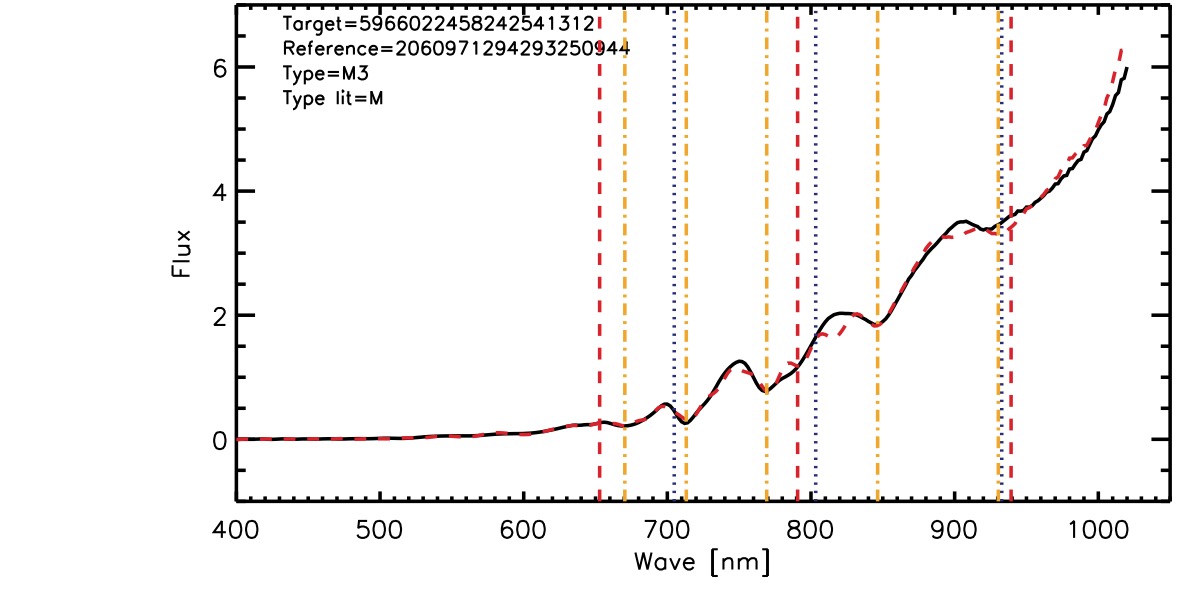 Target=5966022458242541312
Reference=2060971294293250944
Type=M3
Type lit=M
6
4
2
0
Flux
400 500 600 700 800 900 1000
Wave [nm]